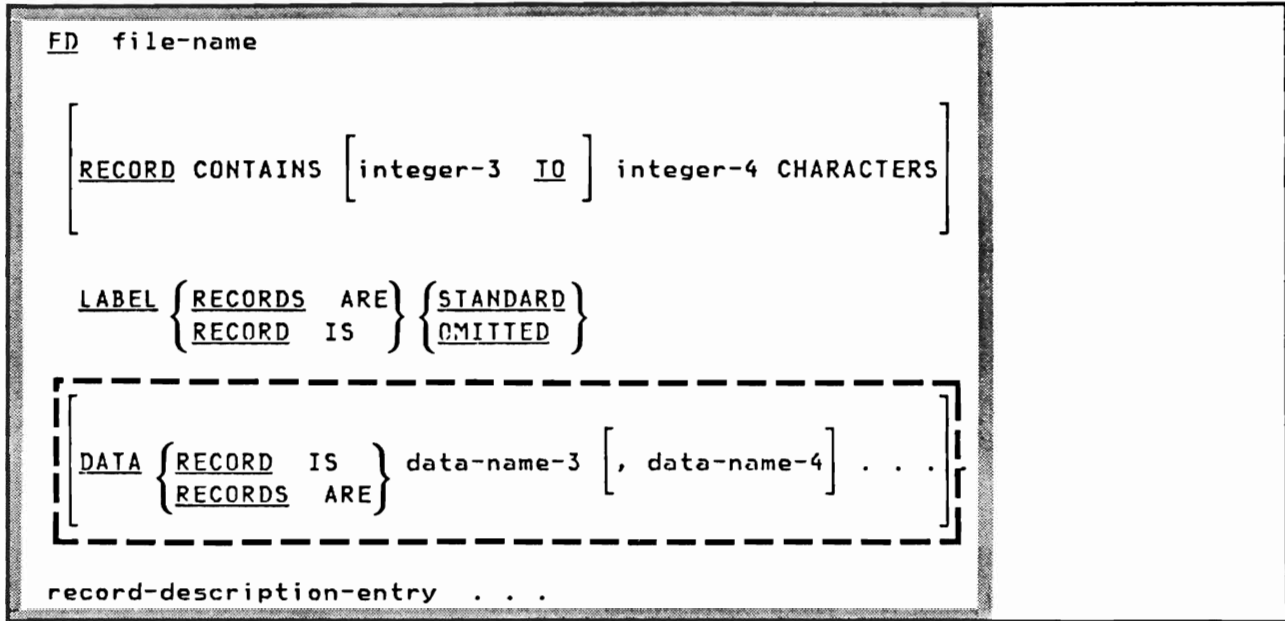 FD file-name
[RECORD CONTAINS [integer-3 TO] integer-4 CHARACTERS]
LABEL {RECORDS ARE} {STANDARD}
{RECORD IS} {OMITTED}
[DATA {RECORD IS} data-name-3 [, data-name-4] . . .] .
{RECORDS ARE}
record-description-entry . . .